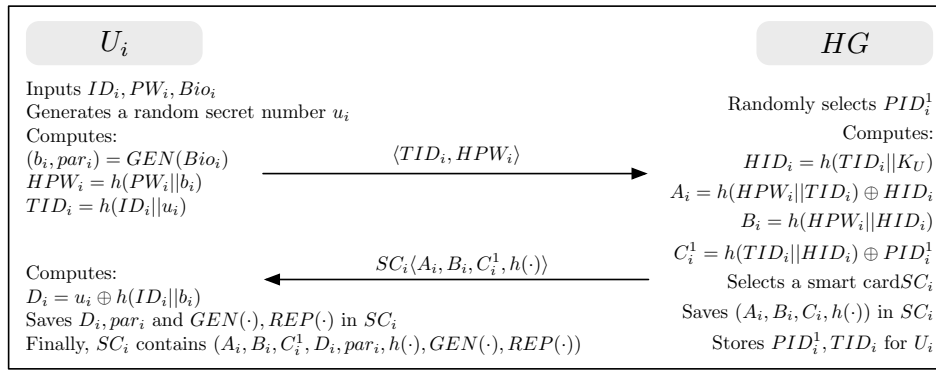 U_i
HG
Inputs ID_i, PW_i, Bio_i
Generates a random secret number u_i
Computes:
(b_i, par_i) = GEN(Bio_i)
HPW_i = h(PW_i||b_i)
TID_i = h(ID_i||u_i)
⟨TID_i, HPW_i⟩
Randomly selects PID_i^1
Computes:
HID_i = h(TID_i||K_U)
A_i = h(HPW_i||TID_i) ⊕ HID_i
B_i = h(HPW_i||HID_i)
C_i^1 = h(TID_i||HID_i) ⊕ PID_i^1
Selects a smart cardSC_i
Saves (A_i, B_i, C_i, h(·)) in SC_i
Stores PID_i^1, TID_i for U_i
SC_i⟨A_i, B_i, C_i^1, h(·)⟩
Computes:
D_i = u_i ⊕ h(ID_i||b_i)
Saves D_i, par_i and GEN(·), REP(·) in SC_i
Finally, SC_i contains (A_i, B_i, C_i^1, D_i, par_i, h(·), GEN(·), REP(·))